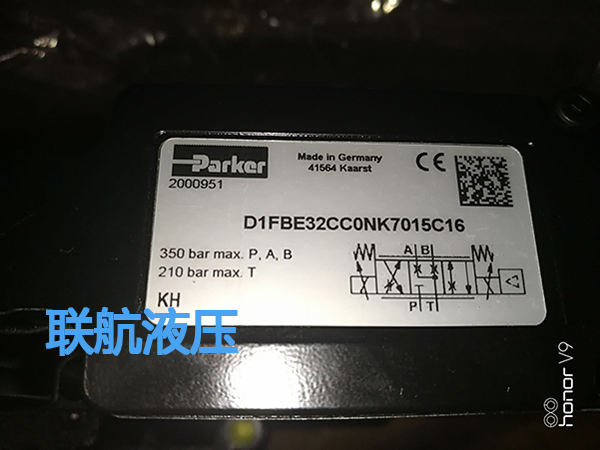 Parker
Made in Germany
41564 Kaarst
CE
2000951
D1FBE32CC0NK7015C16
350 bar max. P, A, B
210 bar max. T
A B
P T
KH
联航液压
honor V9